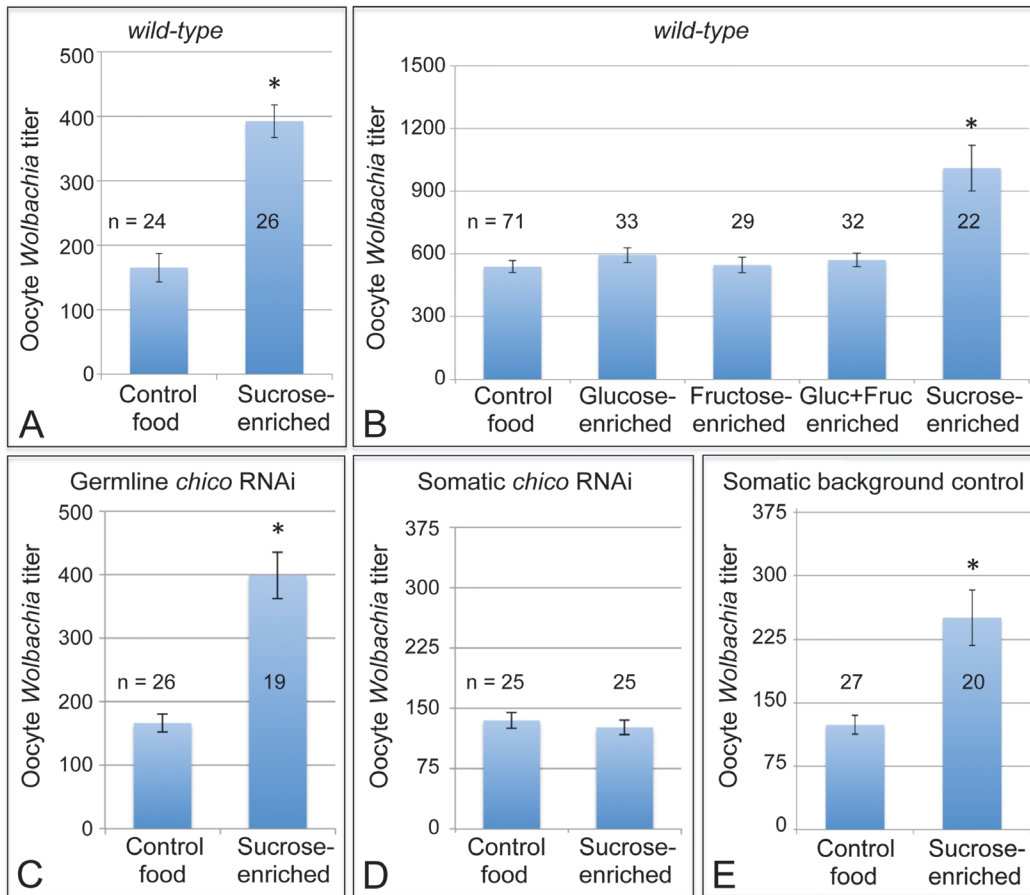 wild-type
500
400
300
200
100
0
Oocyte Wolbachia titer
n = 24
26
*
Control food
Sucrose-enriched
A
wild-type
1500
1200
900
600
300
0
Oocyte Wolbachia titer
n = 71
33
29
32
22
*
Control food
Glucose-enriched
Fructose-enriched
Gluc+Fruc enriched
Sucrose-enriched
B
Germline chico RNAi
500
400
300
200
100
0
Oocyte Wolbachia titer
n = 26
19
*
Control food
Sucrose-enriched
C
Somatic chico RNAi
375
300
225
150
75
0
Oocyte Wolbachia titer
n = 25
25
Control food
Sucrose-enriched
D
Somatic background control
375
300
225
150
75
0
Oocyte Wolbachia titer
27
20
*
Control food
Sucrose-enriched
E